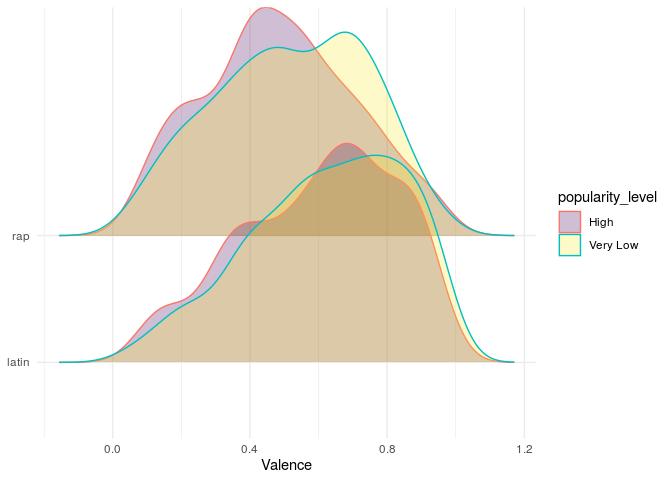 rap
latin
0.0 0.4 0.8 1.2
Valence
popularity_level
High
Very Low